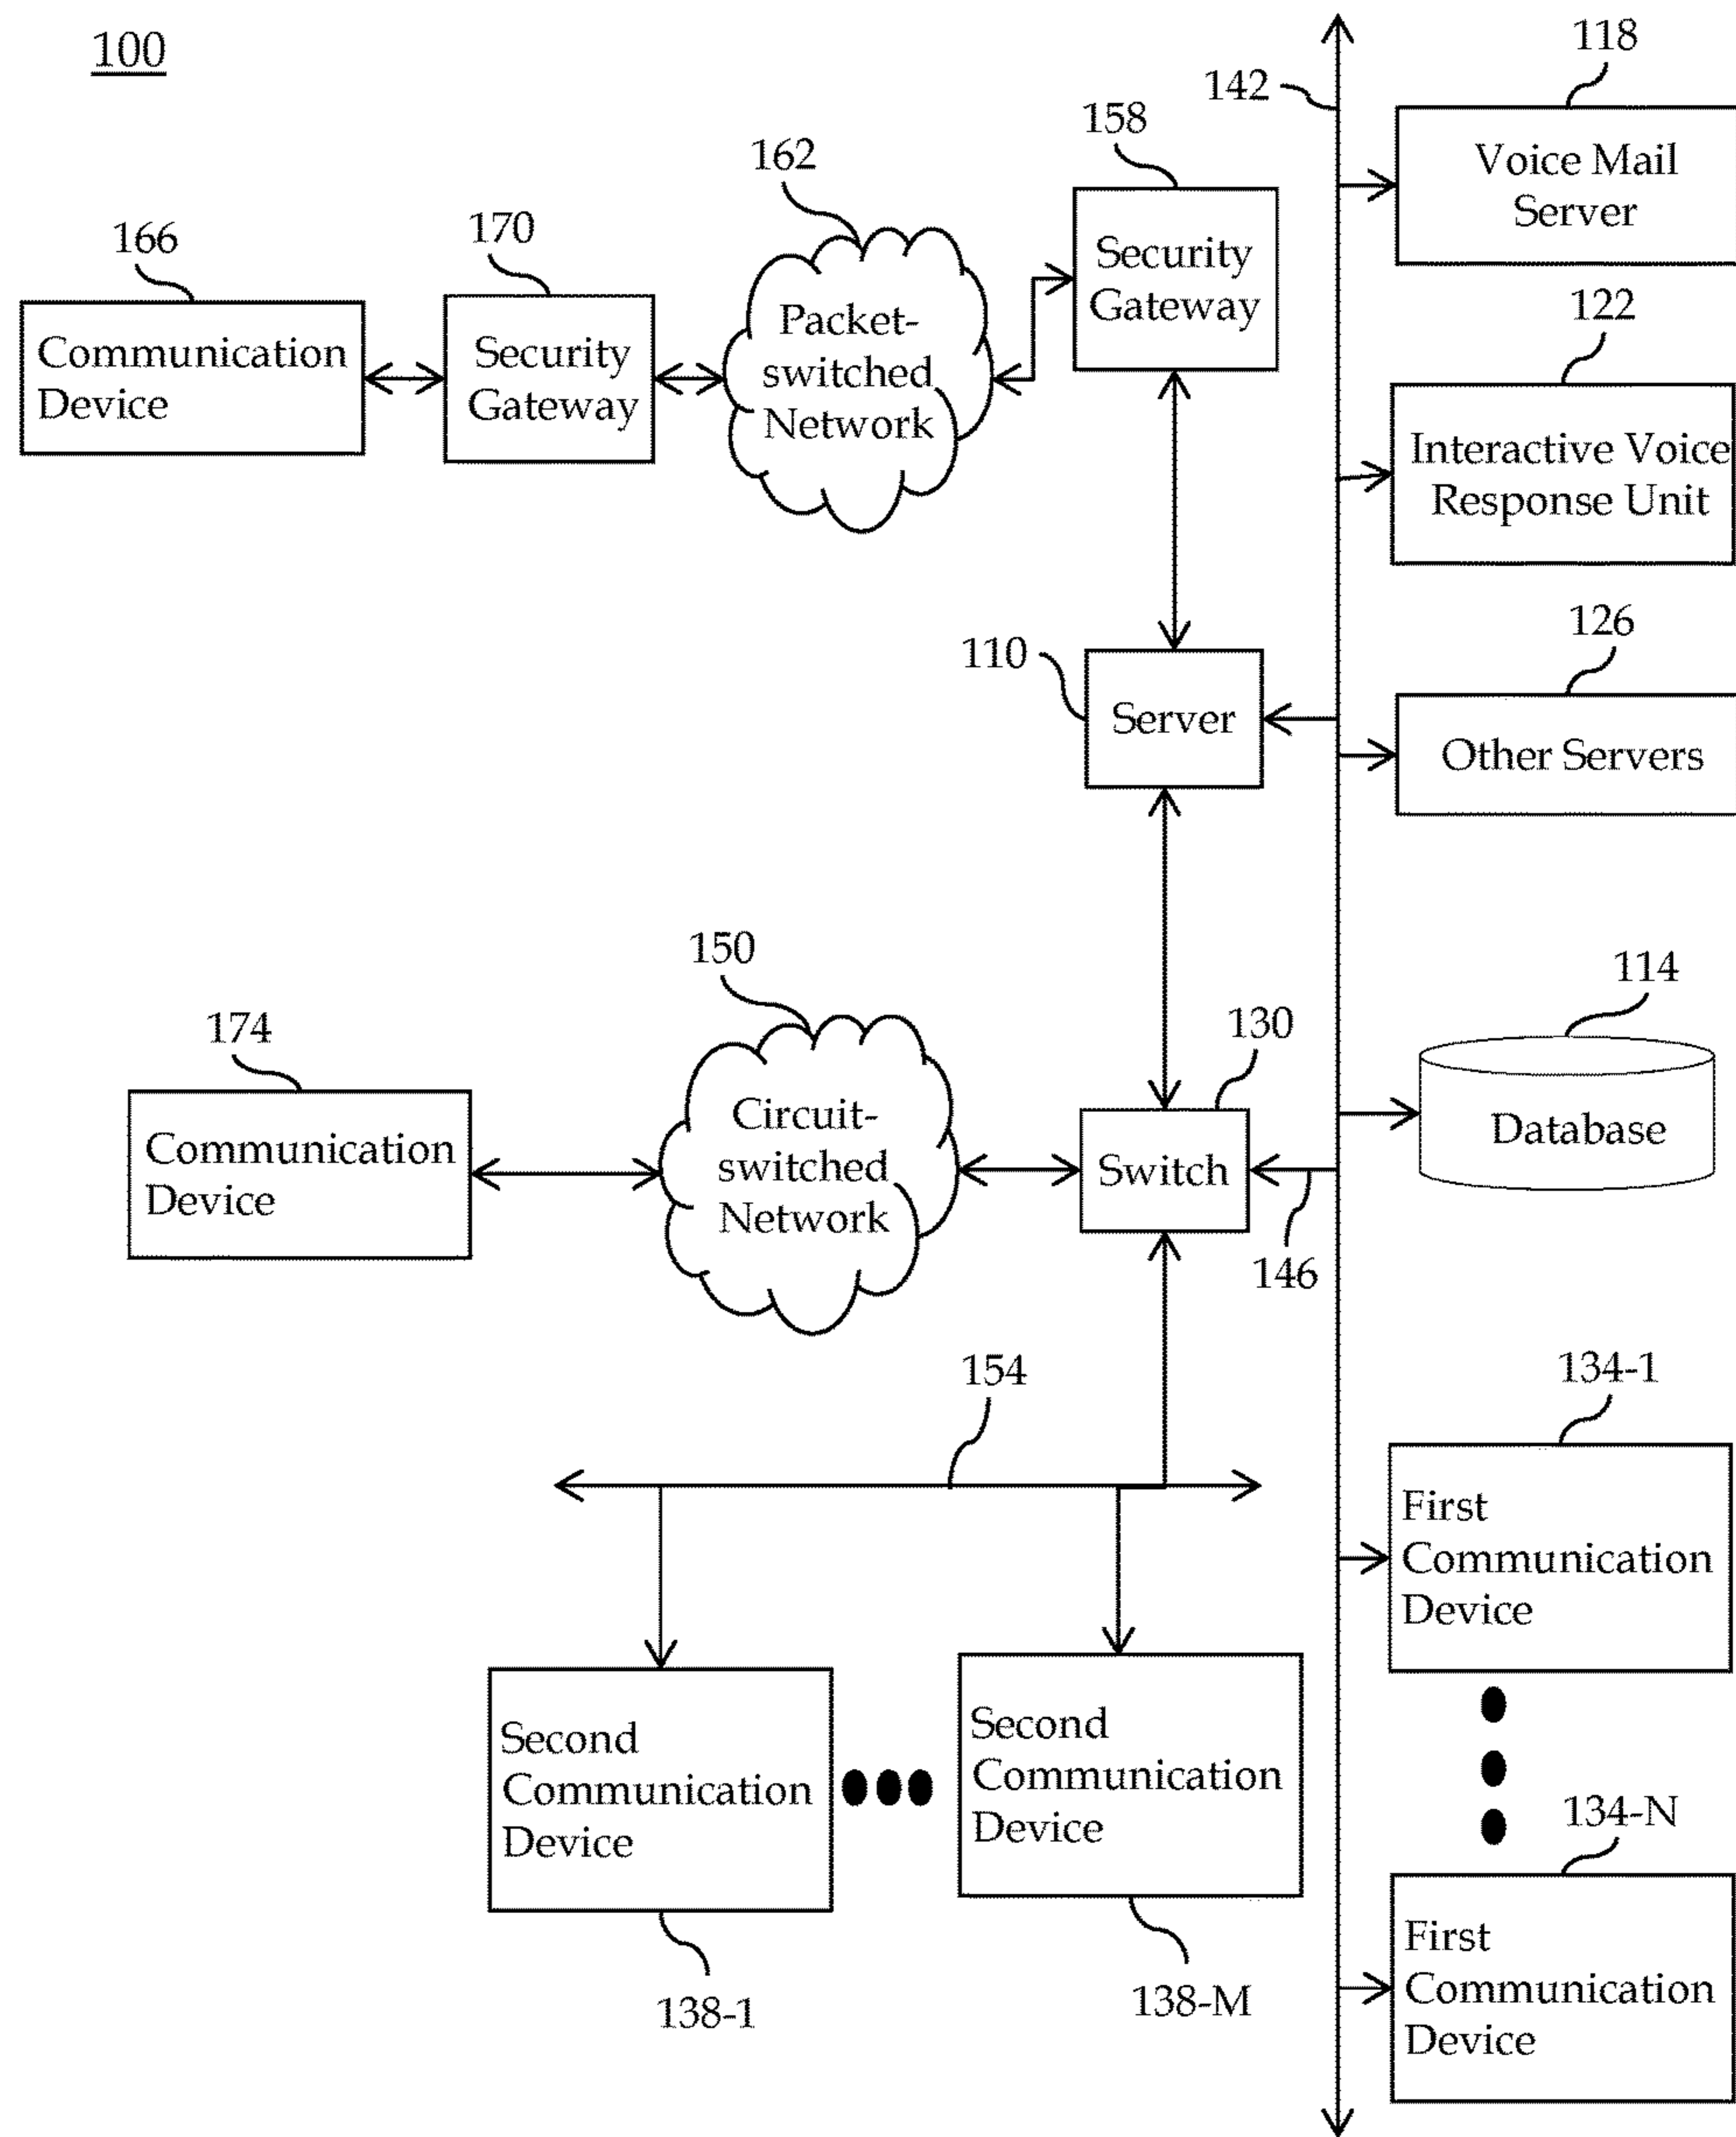 100
118
142
Voice Mail
Server
158
162
Security
Gateway
170
166
Packet-
switched
Network
Communication
Device
Security
Gateway
122
Interactive Voice
Response Unit
126
110
Server
Other Servers
150
114
174
130
Circuit-
switched
Network
Communication
Device
Switch
Database
146
154
134-1
First
Communication
Device
Second
Communication
Device
Second
Communication
Device
134-N
138-1
138-M
First
Communication
Device